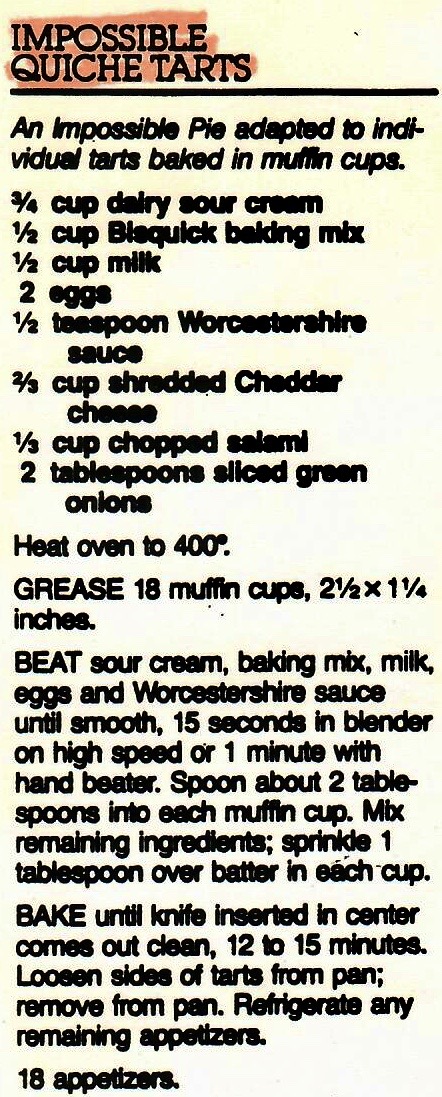 IMPOSSIBLE
QUICHE TARTS
An Impossible Pie adapted to indi-
vidual tarts baked in muffin cups.
¾ cup dairy sour cream
½ cup Bisquick baking mix
½ cup milk
2 eggs
½ teaspoon Worcestershire
sauce
⅔ cup shredded Cheddar
cheese
⅓ cup chopped salami
2 tablespoons sliced green
onions
Heat oven to 400°.
GREASE 18 muffin cups, 2½ x 1¼
inches.
BEAT sour cream, baking mix, milk,
eggs and Worcestershire sauce
until smooth, 15 seconds in blender
on high speed or 1 minute with
hand beater. Spoon about 2 table-
spoons into each muffin cup. Mix
remaining ingredients; sprinkle 1
tablespoon over batter in each cup.
BAKE until knife inserted in center
comes out clean, 12 to 15 minutes.
Loosen sides of tarts from pan;
remove from pan. Refrigerate any
remaining appetizers.
18 appetizers.